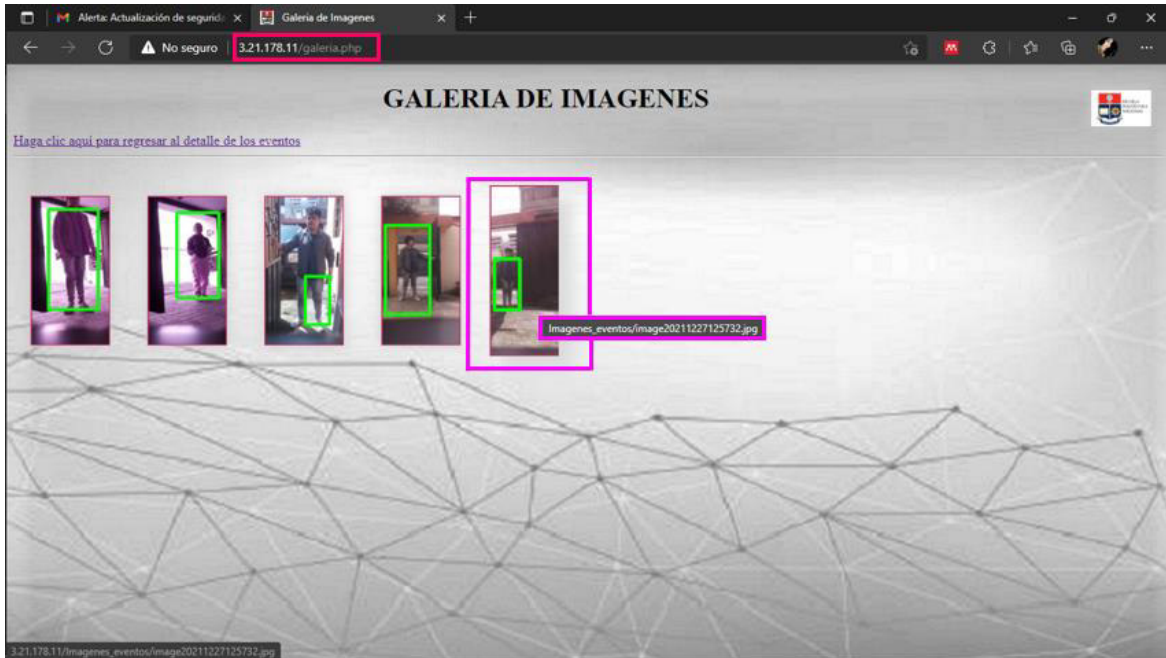 Alerta: Actualización de segurida
Galeria de Imagenes
No seguro
3.21.178.11/galeria.php
GALERIA DE IMAGENES
Haga clic aqui para regresar al detalle de los eventos
Imagenes_eventos/image20211227125732.jpg
3.21.178.11/Imagenes_eventos/image20211227125732.jpg